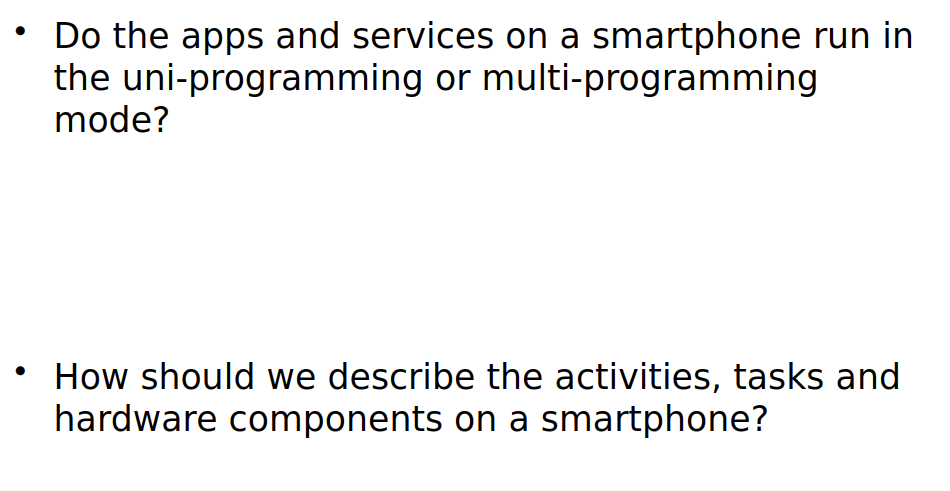 • Do the apps and services on a smartphone run in
the uni-programming or multi-programming
mode?
• How should we describe the activities, tasks and
hardware components on a smartphone?